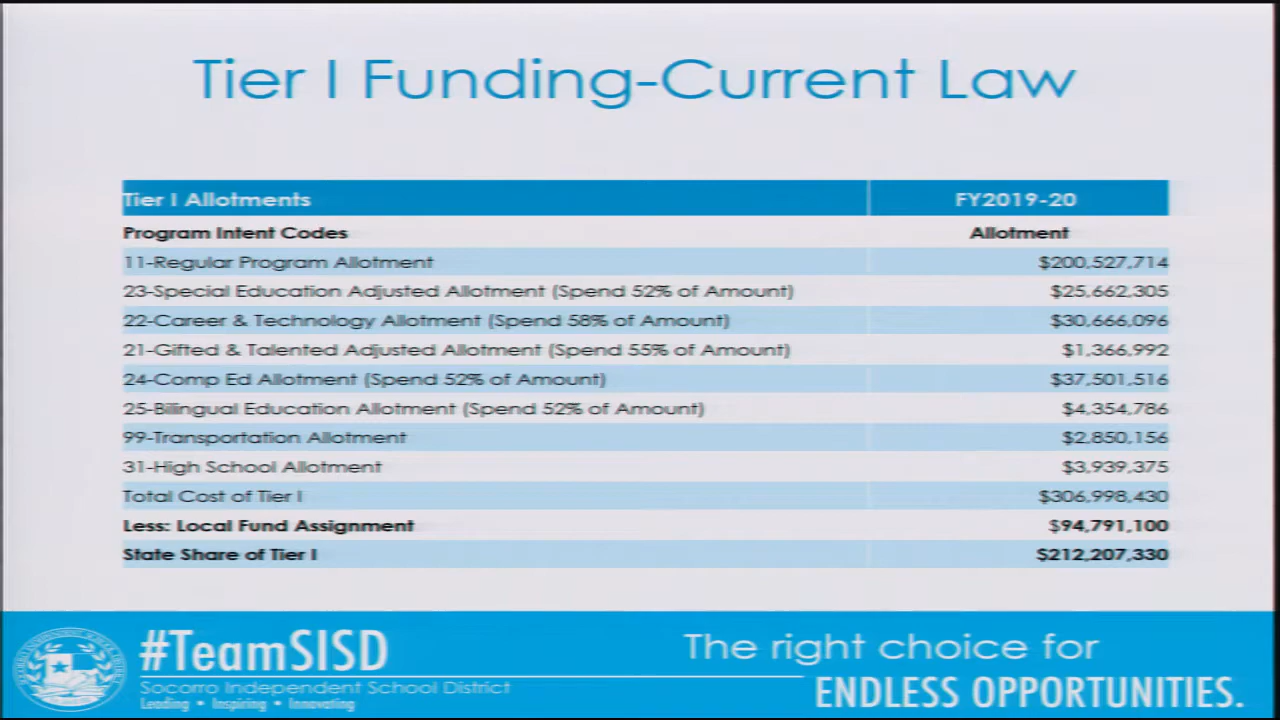 Tier I Funding-Current Law
Tier I Allotments FY2019-20
Program Intent Codes Allotment
11-Regular Program Allotment $200,527,714
23-Special Education Adjusted Allotment (Spend 52% of Amount) $25,662,305
22-Career & Technology Allotment (Spend 58% of Amount) $30,666,096
21-Gifted & Talented Adjusted Allotment (Spend 55% of Amount) $1,366,992
24-Comp Ed Allotment (Spend 52% of Amount) $37,501,516
25-Bilingual Education Allotment (Spend 52% of Amount) $4,354,786
99-Transportation Allotment $2,850,156
31-High School Allotment $3,939,375
Total Cost of Tier I $306,998,430
Less: Local Fund Assignment $94,791,100
State Share of Tier I $212,207,330
#TeamSISD
Socorro Independent School District
Leading • Inspiring • Innovating
The right choice for
ENDLESS OPPORTUNITIES.